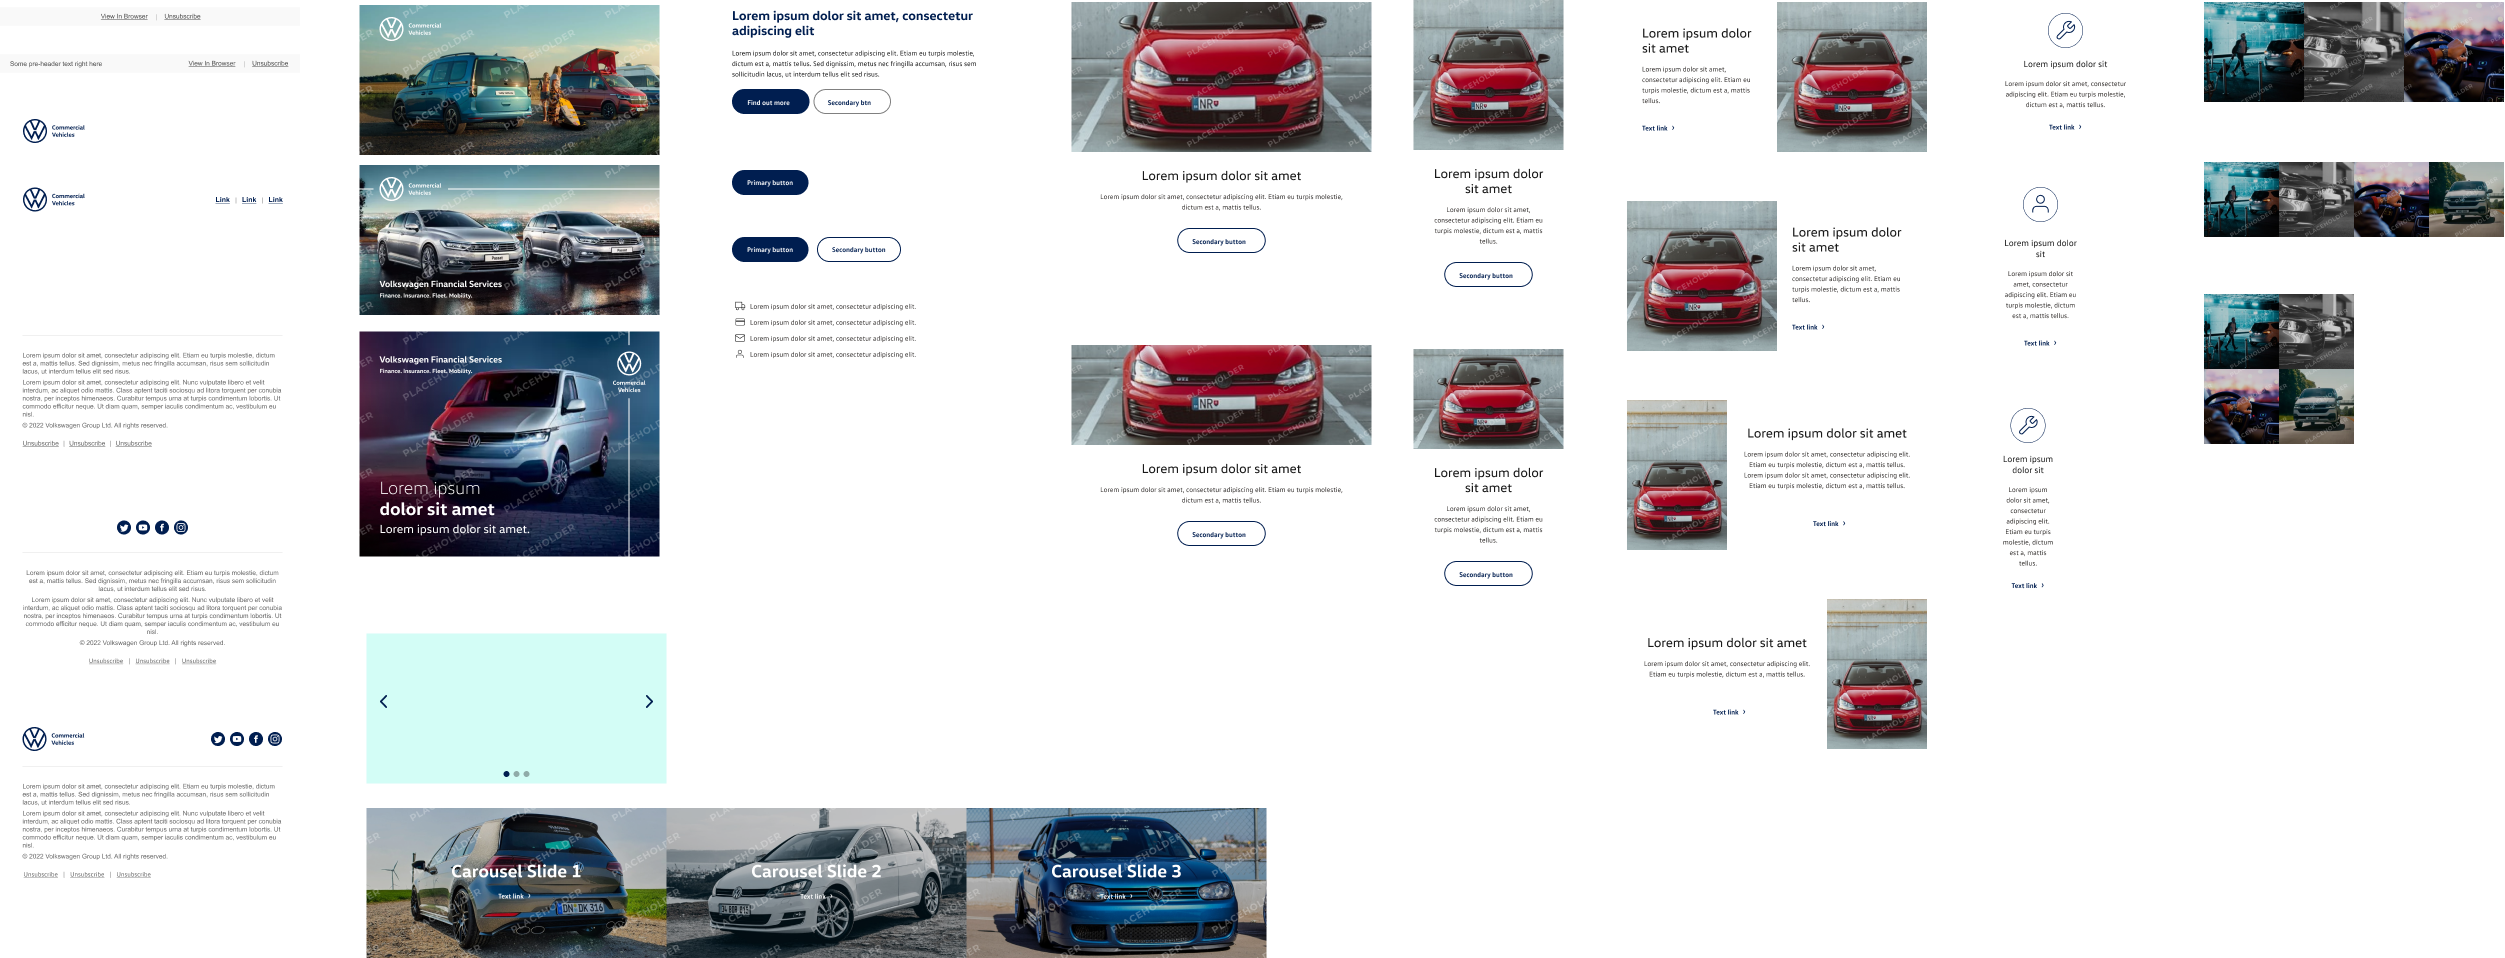 View In Browser | Unsubscribe
Some pre-header text right here
View In Browser | Unsubscribe
Commercial
Vehicles
Commercial
Vehicles
Link | Link | Link
Lorem ipsum dolor sit amet, consectetur adipiscing elit. Etiam eu turpis molestie, dictum
est a, mattis tellus. Sed dignissim, metus nec fringilla accumsan, risus sem sollicitudin
lacus, ut interdum tellus elit sed risus.
Lorem ipsum dolor sit amet, consectetur adipiscing elit. Nunc vulputate libero et velit
interdum, ac aliquet odio mattis. Class aptent taciti sociosqu ad litora torquent per conubia
nostra, per inceptos himenaeos. Curabitur tempus urna at turpis condimentum lobortis. Ut
commodo efficitur neque. Ut diam quam, semper iaculis condimentum ac, vestibulum eu
nisl.
© 2022 Volkswagen Group Ltd. All rights reserved.
Unsubscribe | Unsubscribe | Unsubscribe
Lorem ipsum dolor sit amet, consectetur adipiscing elit. Etiam eu turpis molestie, dictum
est a, mattis tellus. Sed dignissim, metus nec fringilla accumsan, risus sem sollicitudin
lacus, ut interdum tellus elit sed risus.
Lorem ipsum dolor sit amet, consectetur adipiscing elit. Nunc vulputate libero et velit
interdum, ac aliquet odio mattis. Class aptent taciti sociosqu ad litora torquent per conubia
nostra, per inceptos himenaeos. Curabitur tempus urna at turpis condimentum lobortis. Ut
commodo efficitur neque. Ut diam quam, semper iaculis condimentum ac, vestibulum eu
nisl.
© 2022 Volkswagen Group Ltd. All rights reserved.
Unsubscribe | Unsubscribe | Unsubscribe
Commercial
Vehicles
Lorem ipsum dolor sit amet, consectetur adipiscing elit. Etiam eu turpis molestie, dictum
est a, mattis tellus. Sed dignissim, metus nec fringilla accumsan, risus sem sollicitudin
lacus, ut interdum tellus elit sed risus.
Lorem ipsum dolor sit amet, consectetur adipiscing elit. Nunc vulputate libero et velit
interdum, ac aliquet odio mattis. Class aptent taciti sociosqu ad litora torquent per conubia
nostra, per inceptos himenaeos. Curabitur tempus urna at turpis condimentum lobortis. Ut
commodo efficitur neque. Ut diam quam, semper iaculis condimentum ac, vestibulum eu
nisl.
© 2022 Volkswagen Group Ltd. All rights reserved.
Unsubscribe | Unsubscribe | Unsubscribe
Commercial
Vehicles
PLACEHOLDER
Commercial
Vehicles
Passat
Passat
Volkswagen Financial Services
Finance. Insurance. Fleet. Mobility.
PLACEHOLDER
Volkswagen Financial Services
Finance. Insurance. Fleet. Mobility.
Commercial
Vehicles
Lorem ipsum
dolor sit amet
Lorem ipsum dolor sit amet.
PLACEHOLDER
Carousel Slide 1
Text link
DN DK 316
Carousel Slide 2
Text link
Carousel Slide 3
Text link
PLACEHOLDER
Lorem ipsum dolor sit amet, consectetur
adipiscing elit
Lorem ipsum dolor sit amet, consectetur adipiscing elit. Etiam eu turpis molestie,
dictum est a, mattis tellus. Sed dignissim, metus nec fringilla accumsan, risus sem
sollicitudin lacus, ut interdum tellus elit sed risus.
Find out more
Secondary btn
Primary button
Primary button
Secondary button
Lorem ipsum dolor sit amet, consectetur adipiscing elit.
Lorem ipsum dolor sit amet, consectetur adipiscing elit.
Lorem ipsum dolor sit amet, consectetur adipiscing elit.
Lorem ipsum dolor sit amet, consectetur adipiscing elit.
PLACEHOLDER
GTI
NR
Lorem ipsum dolor sit amet
Lorem ipsum dolor sit amet, consectetur adipiscing elit. Etiam eu turpis molestie,
dictum est a, mattis tellus.
Secondary button
PLACEHOLDER
GTI
NR
Lorem ipsum dolor sit amet
Lorem ipsum dolor sit amet, consectetur adipiscing elit. Etiam eu turpis molestie,
dictum est a, mattis tellus.
Secondary button
PLACEHOLDER
NR
Lorem ipsum dolor
sit amet
Lorem ipsum dolor sit amet,
consectetur adipiscing elit. Etiam eu
turpis molestie, dictum est a, mattis
tellus.
Secondary button
PLACEHOLDER
NR
Lorem ipsum dolor
sit amet
Lorem ipsum dolor sit amet,
consectetur adipiscing elit. Etiam eu
turpis molestie, dictum est a, mattis
tellus.
Secondary button
Lorem ipsum dolor
sit amet
Lorem ipsum dolor sit amet,
consectetur adipiscing elit. Etiam eu
turpis molestie, dictum est a, mattis
tellus.
Text link
PLACEHOLDER
NR
PLACEHOLDER
NR
Lorem ipsum dolor
sit amet
Lorem ipsum dolor sit amet,
consectetur adipiscing elit. Etiam eu
turpis molestie, dictum est a, mattis
tellus.
Text link
PLACEHOLDER
Lorem ipsum dolor sit amet
Lorem ipsum dolor sit amet, consectetur adipiscing elit.
Etiam eu turpis molestie, dictum est a, mattis tellus.
Lorem ipsum dolor sit amet, consectetur adipiscing elit.
Etiam eu turpis molestie, dictum est a, mattis tellus.
Text link
Lorem ipsum dolor sit amet
Lorem ipsum dolor sit amet, consectetur adipiscing elit.
Etiam eu turpis molestie, dictum est a, mattis tellus.
Text link
PLACEHOLDER
Lorem ipsum dolor sit
Lorem ipsum dolor sit amet, consectetur
adipiscing elit. Etiam eu turpis molestie,
dictum est a, mattis tellus.
Text link
Lorem ipsum dolor
sit
Lorem ipsum dolor sit
amet, consectetur
adipiscing elit. Etiam eu
turpis molestie, dictum
est a, mattis tellus.
Text link
Lorem ipsum
dolor sit
Lorem ipsum
dolor sit amet,
consectetur
adipiscing elit.
Etiam eu turpis
molestie, dictum
est a, mattis
tellus.
Text link